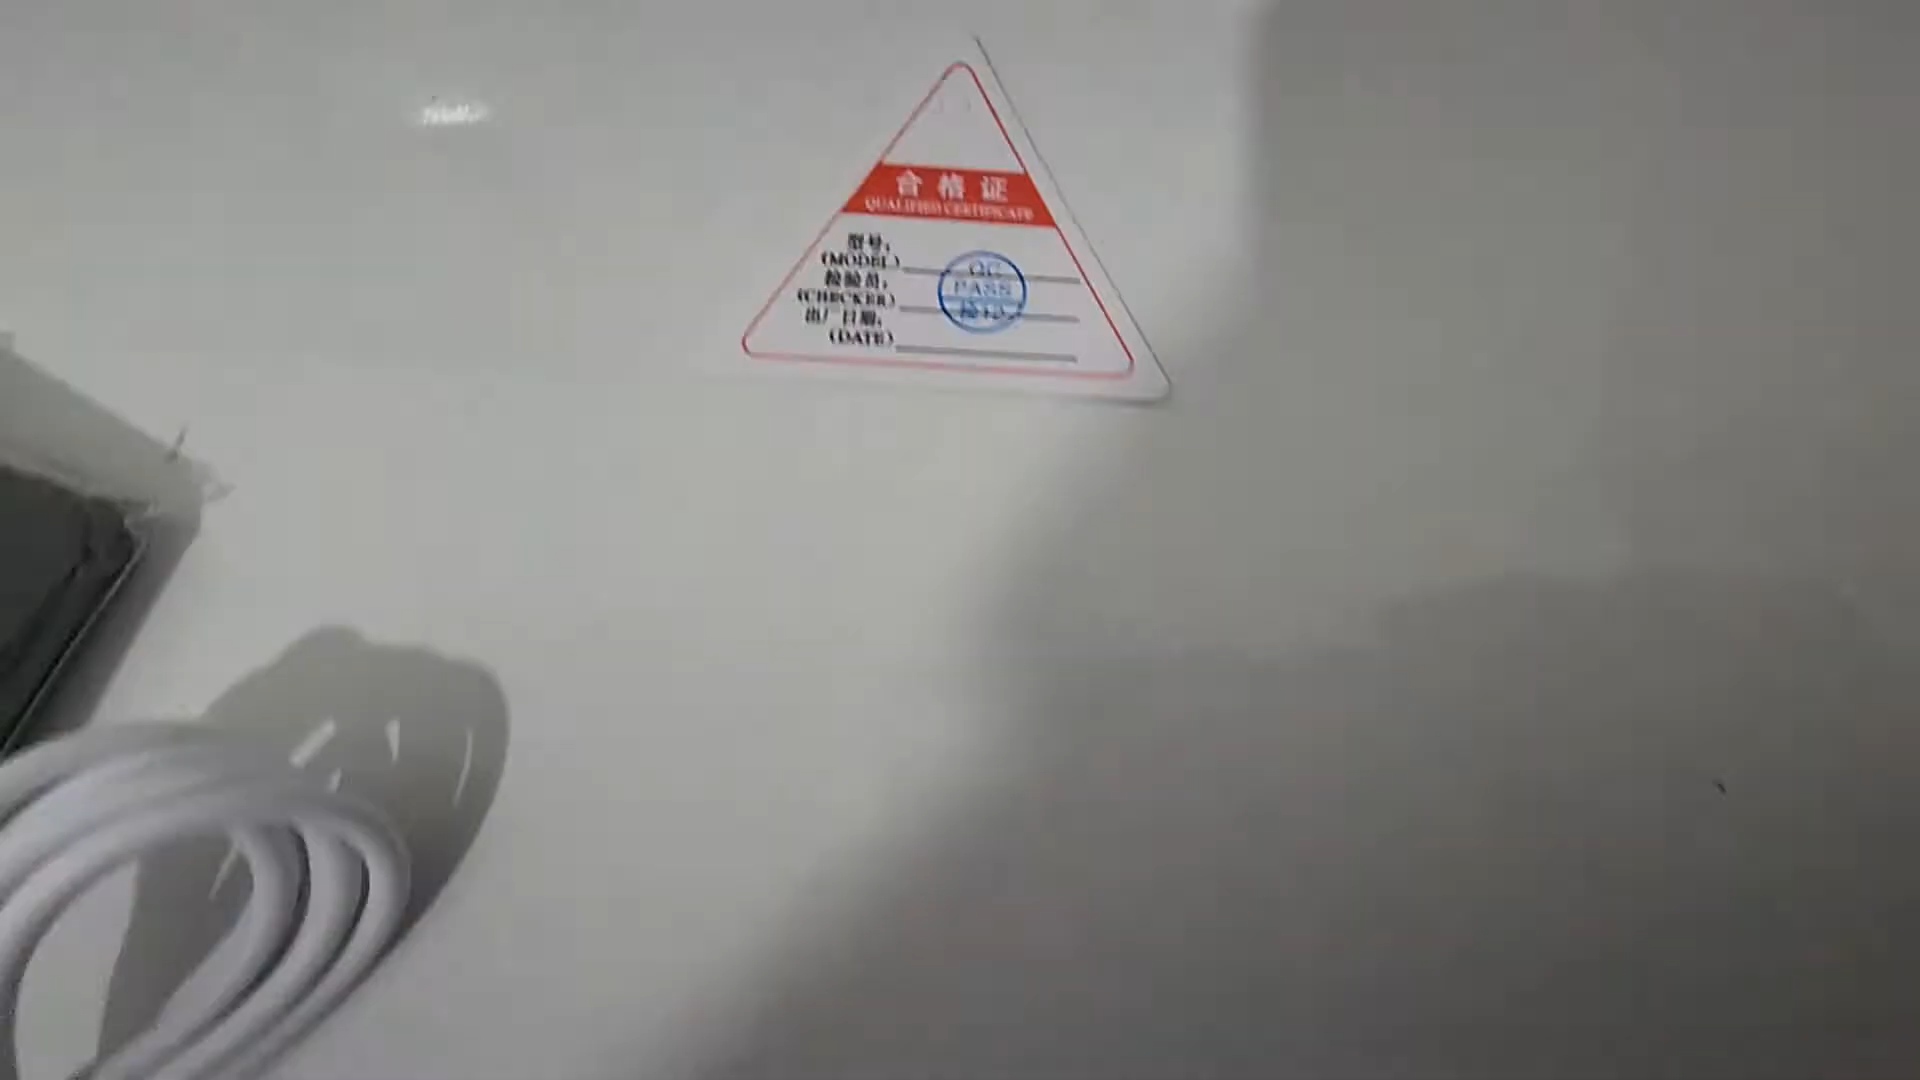 合格证
QUALIFIED CERTIFICATE
型号:
(MODEL)
检验员:
(CHECKER)
出厂日期:
(DATE)
QC
PASS